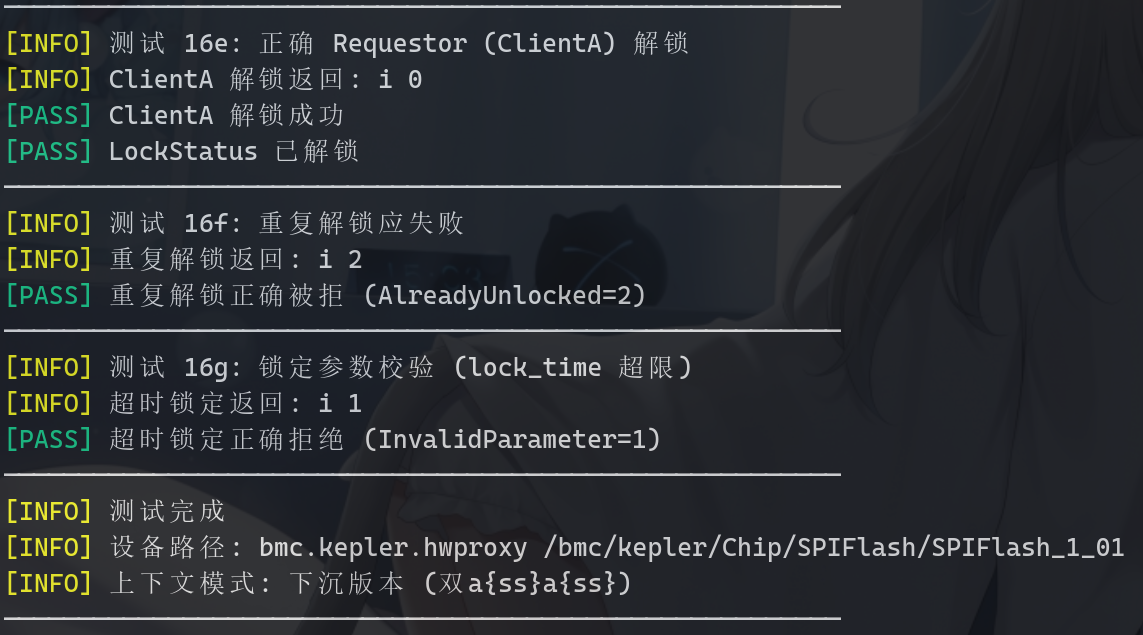 [INFO] 测试 16e: 正确 Requestor (ClientA) 解锁
[INFO] ClientA 解锁返回: i 0
[PASS] ClientA 解锁成功
[PASS] LockStatus 已解锁
[INFO] 测试 16f: 重复解锁应失败
[INFO] 重复解锁返回: i 2
[PASS] 重复解锁正确被拒 (AlreadyUnlocked=2)
[INFO] 测试 16g: 锁定参数校验 (lock_time 超限)
[INFO] 超时锁定返回: i 1
[PASS] 超时锁定正确拒绝 (InvalidParameter=1)
[INFO] 测试完成
[INFO] 设备路径: bmc.kepler.hwproxy /bmc/kepler/Chip/SPIFlash/SPIFlash_1_01
[INFO] 上下文模式: 下沉版本 (双a{ss}a{ss})